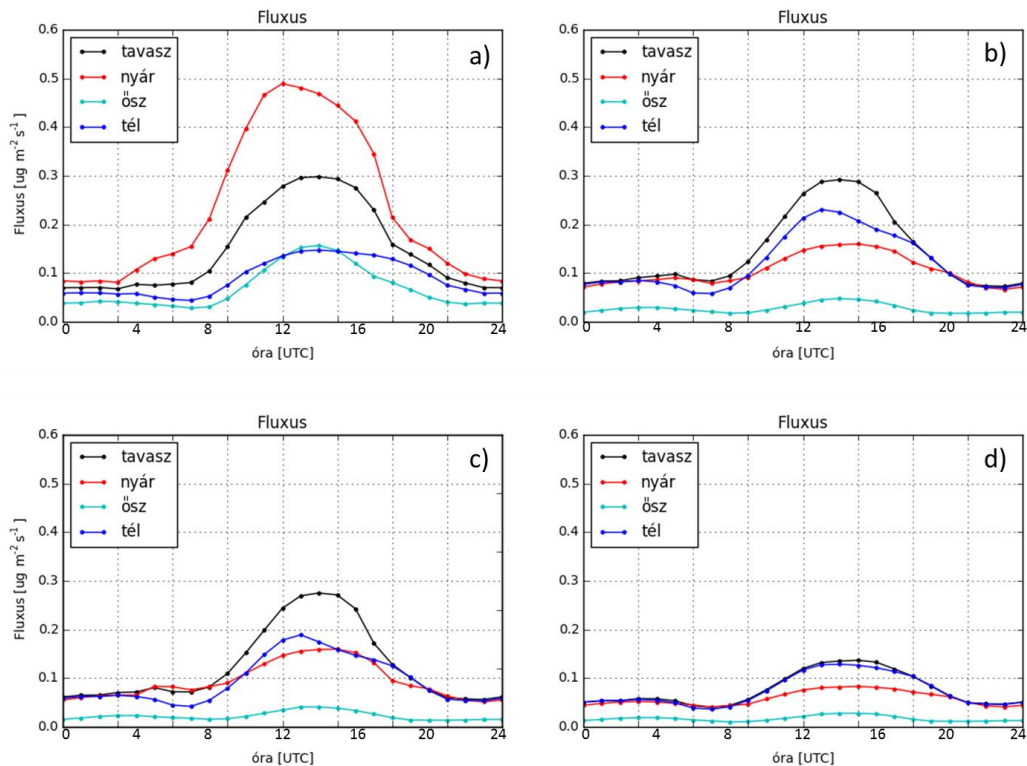 Fluxus
a)
tavasz
nyár
ősz
tél
0.6
0.5
0.4
0.3
0.2
0.1
0.0
Fluxus [ug m⁻² s⁻¹ ]
0 4 8 12 16 20 24
óra [UTC]
Fluxus
b)
tavasz
nyár
ősz
tél
0.6
0.5
0.4
0.3
0.2
0.1
0.0
0 4 8 12 16 20 24
óra [UTC]
Fluxus
c)
tavasz
nyár
ősz
tél
0.6
0.5
0.4
0.3
0.2
0.1
0.0
Fluxus [ug m⁻² s⁻¹ ]
0 4 8 12 16 20 24
óra [UTC]
Fluxus
d)
tavasz
nyár
ősz
tél
0.6
0.5
0.4
0.3
0.2
0.1
0.0
0 4 8 12 16 20 24
óra [UTC]